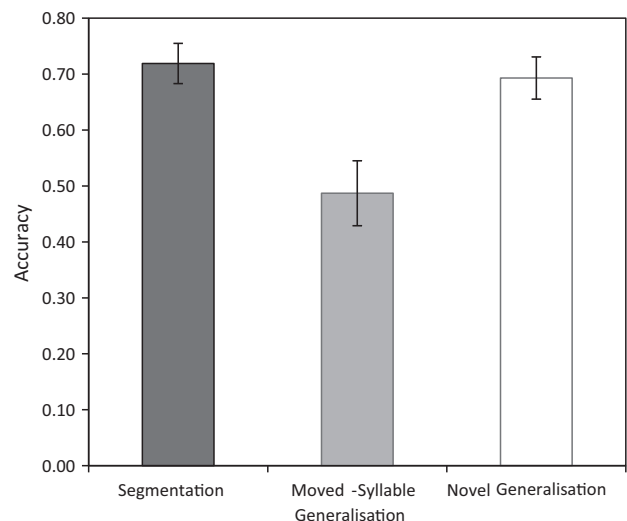 0.80
0.70
0.60
0.50
0.40
0.30
0.20
0.10
0.00
Accuracy
Segmentation
Moved -Syllable
Generalisation
Novel Generalisation